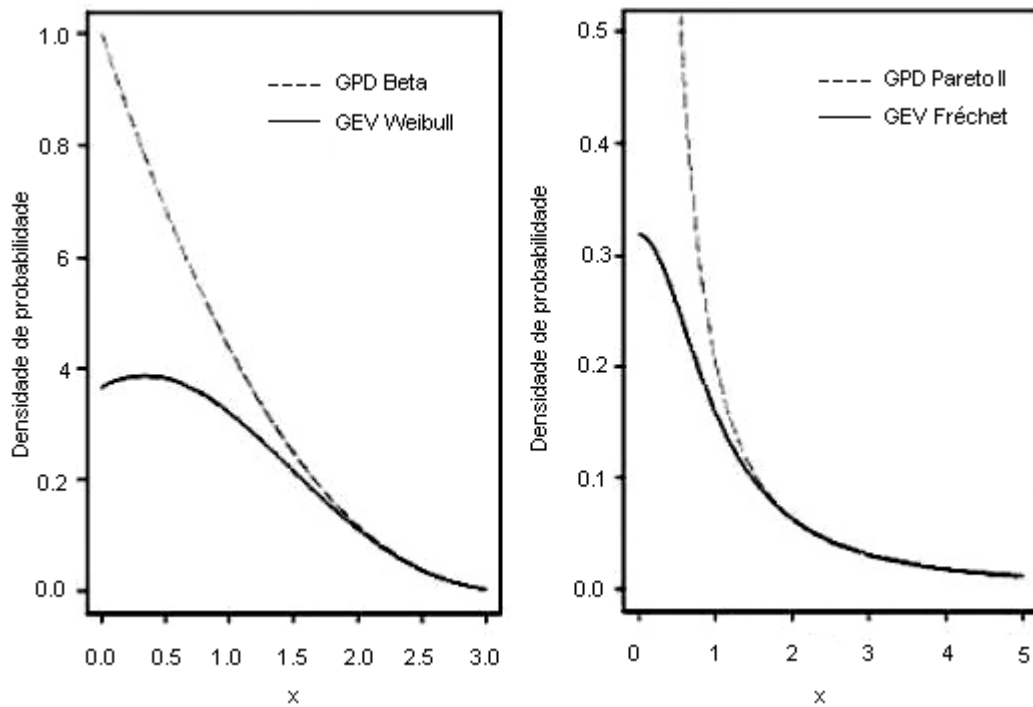 Densidade de probabilidade
1.0
0.8
6
4
0.2
0.0
GPD Beta
GEV Weibull
0.0 0.5 1.0 1.5 2.0 2.5 3.0
x
Densidade de probabilidade
0.5
0.4
0.3
0.2
0.1
0.0
GPD Pareto II
GEV Fréchet
0 1 2 3 4 5
x